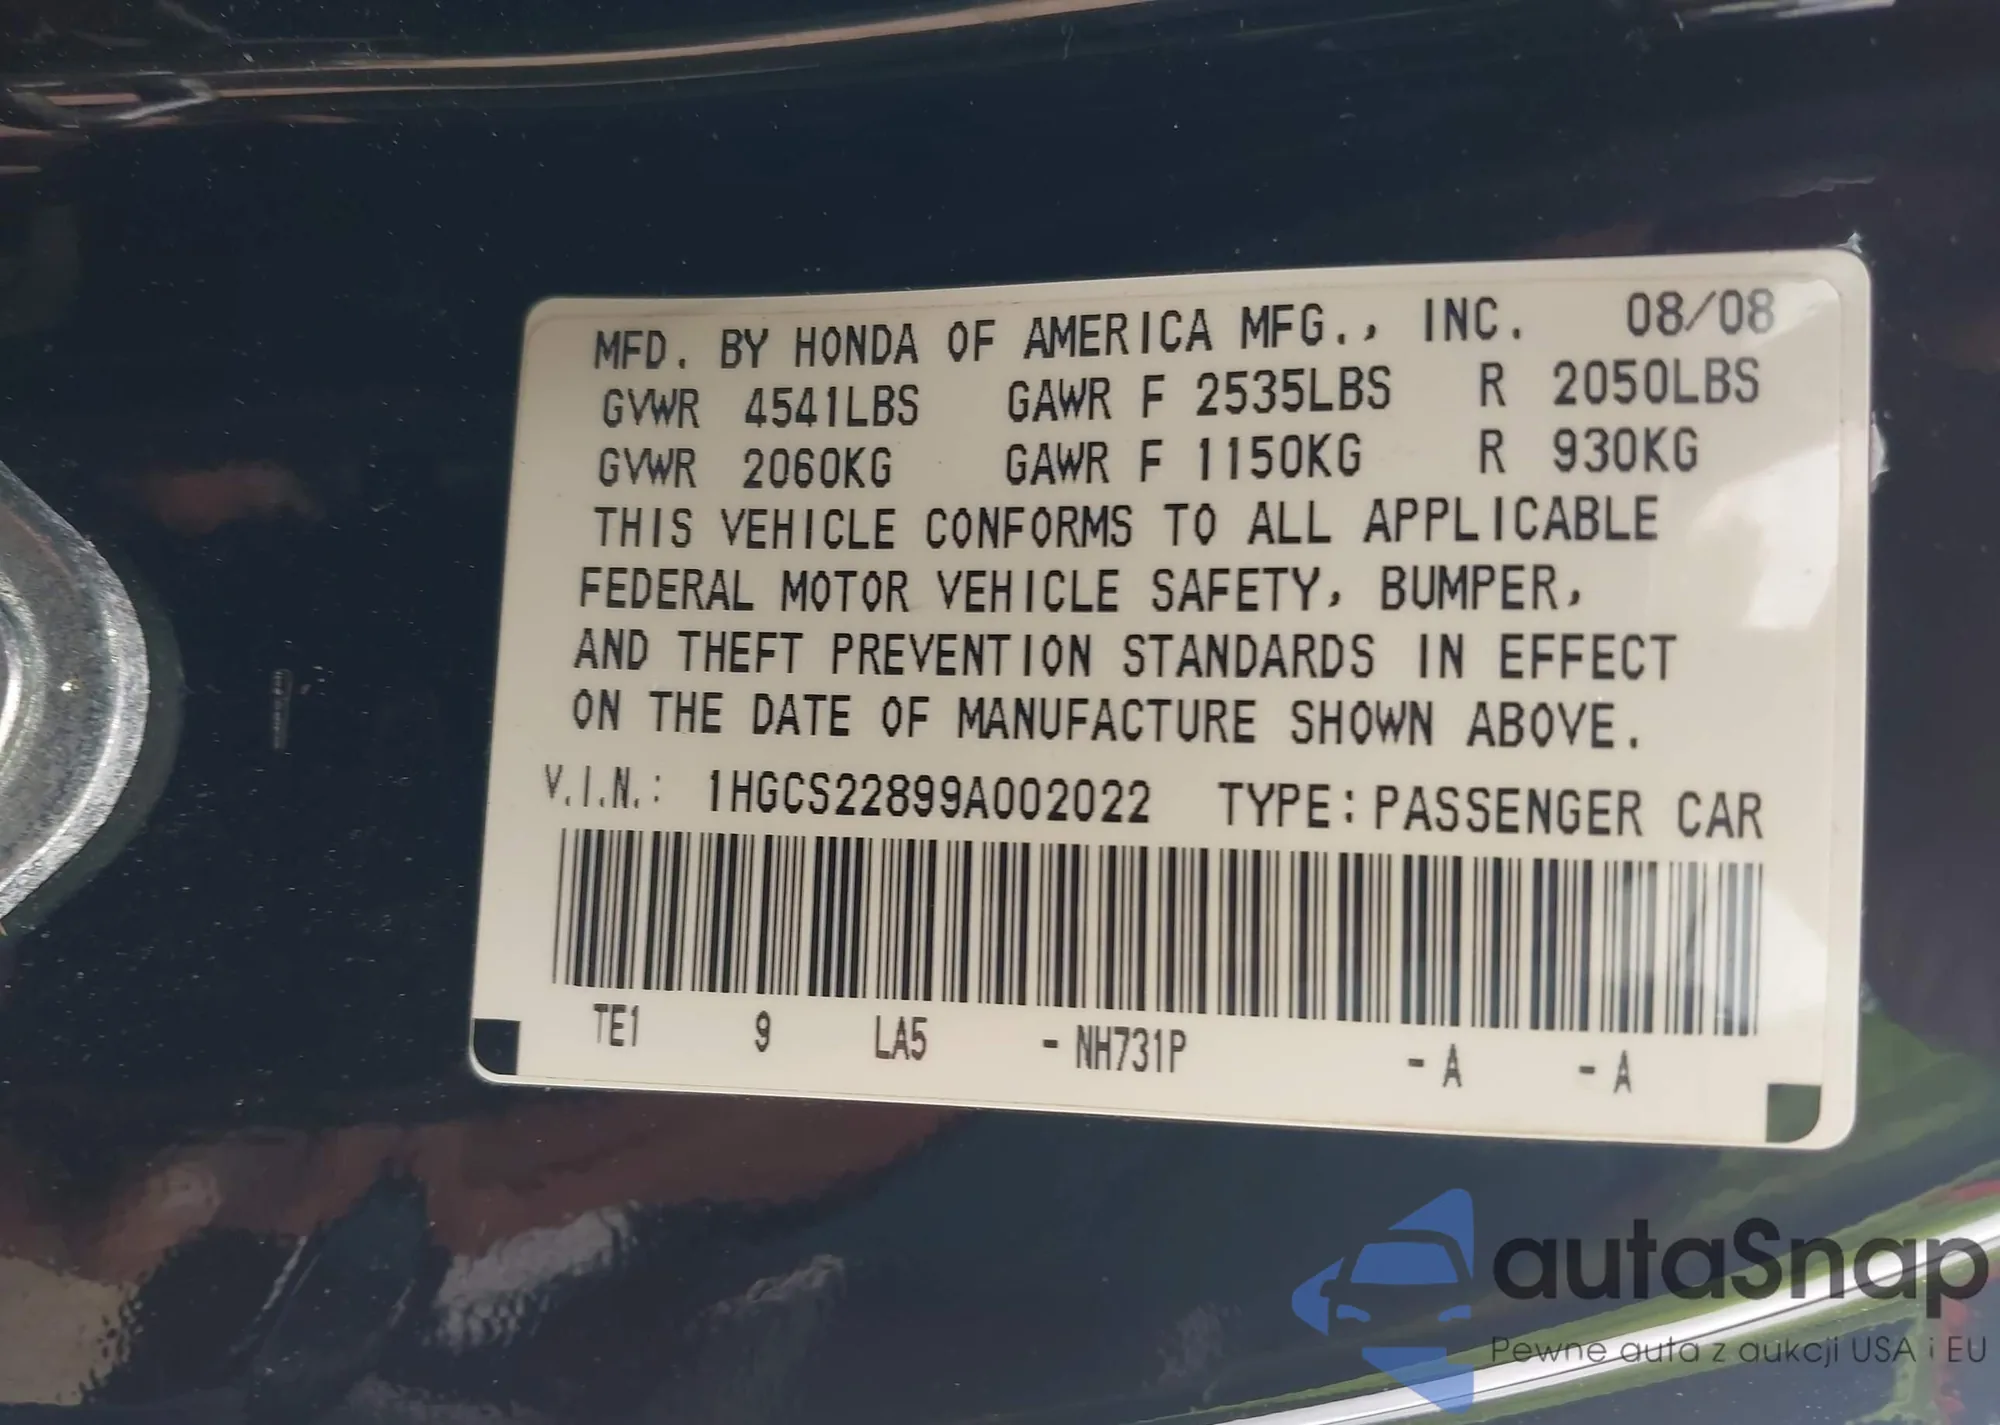 MFD. BY HONDA OF AMERICA MFG., INC. 08/08
GVWR 4541LBS GAWR F 2535LBS R 2050LBS
GVWR 2060KG GAWR F 1150KG R 930KG
THIS VEHICLE CONFORMS TO ALL APPLICABLE
FEDERAL MOTOR VEHICLE SAFETY, BUMPER,
AND THEFT PREVENTION STANDARDS IN EFFECT
ON THE DATE OF MANUFACTURE SHOWN ABOVE.
V.I.N.: 1HGCS22899A002022 TYPE: PASSENGER CAR
TE1 9 LA5 - NH731P - A - A
autaSnap
Pewne auta z aukcji USA i EU